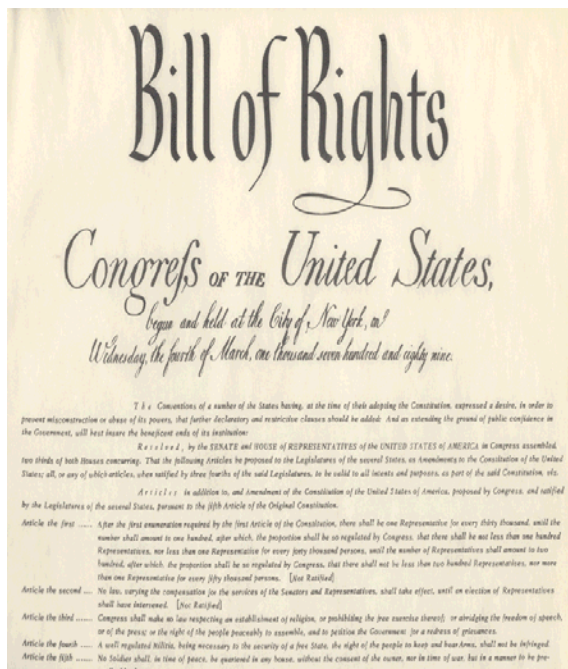 Bill of Rights
Congreſs OF THE United States,
begun and held at the City of New York, on
Wednesday, the fourth of March, one thousand seven hundred and eighty nine.
The Conventions of a number of the States having, at the time of their adopting the Constitution, expressed a desire, in order to
prevent misconstruction or abuse of its powers, that further declaratory and restrictive clauses should be added: And as extending the ground of public confidence in
the Government, will best insure the beneficent ends of its institution:
Resolved, by the SENATE and HOUSE of REPRESENTATIVES of the UNITED STATES of AMERICA in Congress assembled,
two thirds of both Houses concurring, That the following Articles be proposed to the Legislatures of the several States, as Amendments to the Constitution of the United
States; all, or any of which articles, when ratified by three fourths of the said Legislatures, to be valid to all intents and purposes, as part of the said Constitution, viz.
Articles in addition to, and Amendment of the Constitution of the United States of America, proposed by Congress, and ratified
by the Legislatures of the several States, pursuant to the fifth Article of the Original Constitution.
Article the first ...... After the first enumeration required by the first Article of the Constitution, there shall be one Representative for every thirty thousand, until the
number shall amount to one hundred, after which, the proportion shall be so regulated by Congress, that there shall be not less than one hundred
Representatives, nor less than one Representative for every forty thousand persons, until the number of Representatives shall amount to two
hundred, after which, the proportion shall be so regulated by Congress, that there shall not be less than two hundred Representatives, nor more
than one Representative for every fifty thousand persons. [Not Ratified]
Article the second .... No law, varying the compensation for the services of the Senators and Representatives, shall take effect, until an election of Representatives
shall have intervened. [Not Ratified]
Article the third ...... Congress shall make no law respecting an establishment of religion, or prohibiting the free exercise thereof; or abridging the freedom of speech,
or of the press; or the right of the people peaceably to assemble, and to petition the Government for a redress of grievances.
Article the fourth .... A well regulated Militia, being necessary to the security of a free State, the right of the people to keep and bear Arms, shall not be infringed.
Article the fifth ...... No Soldier shall, in time of peace, be quartered in any house, without the consent of the owner, nor in time of war, but in a manner to be pre-